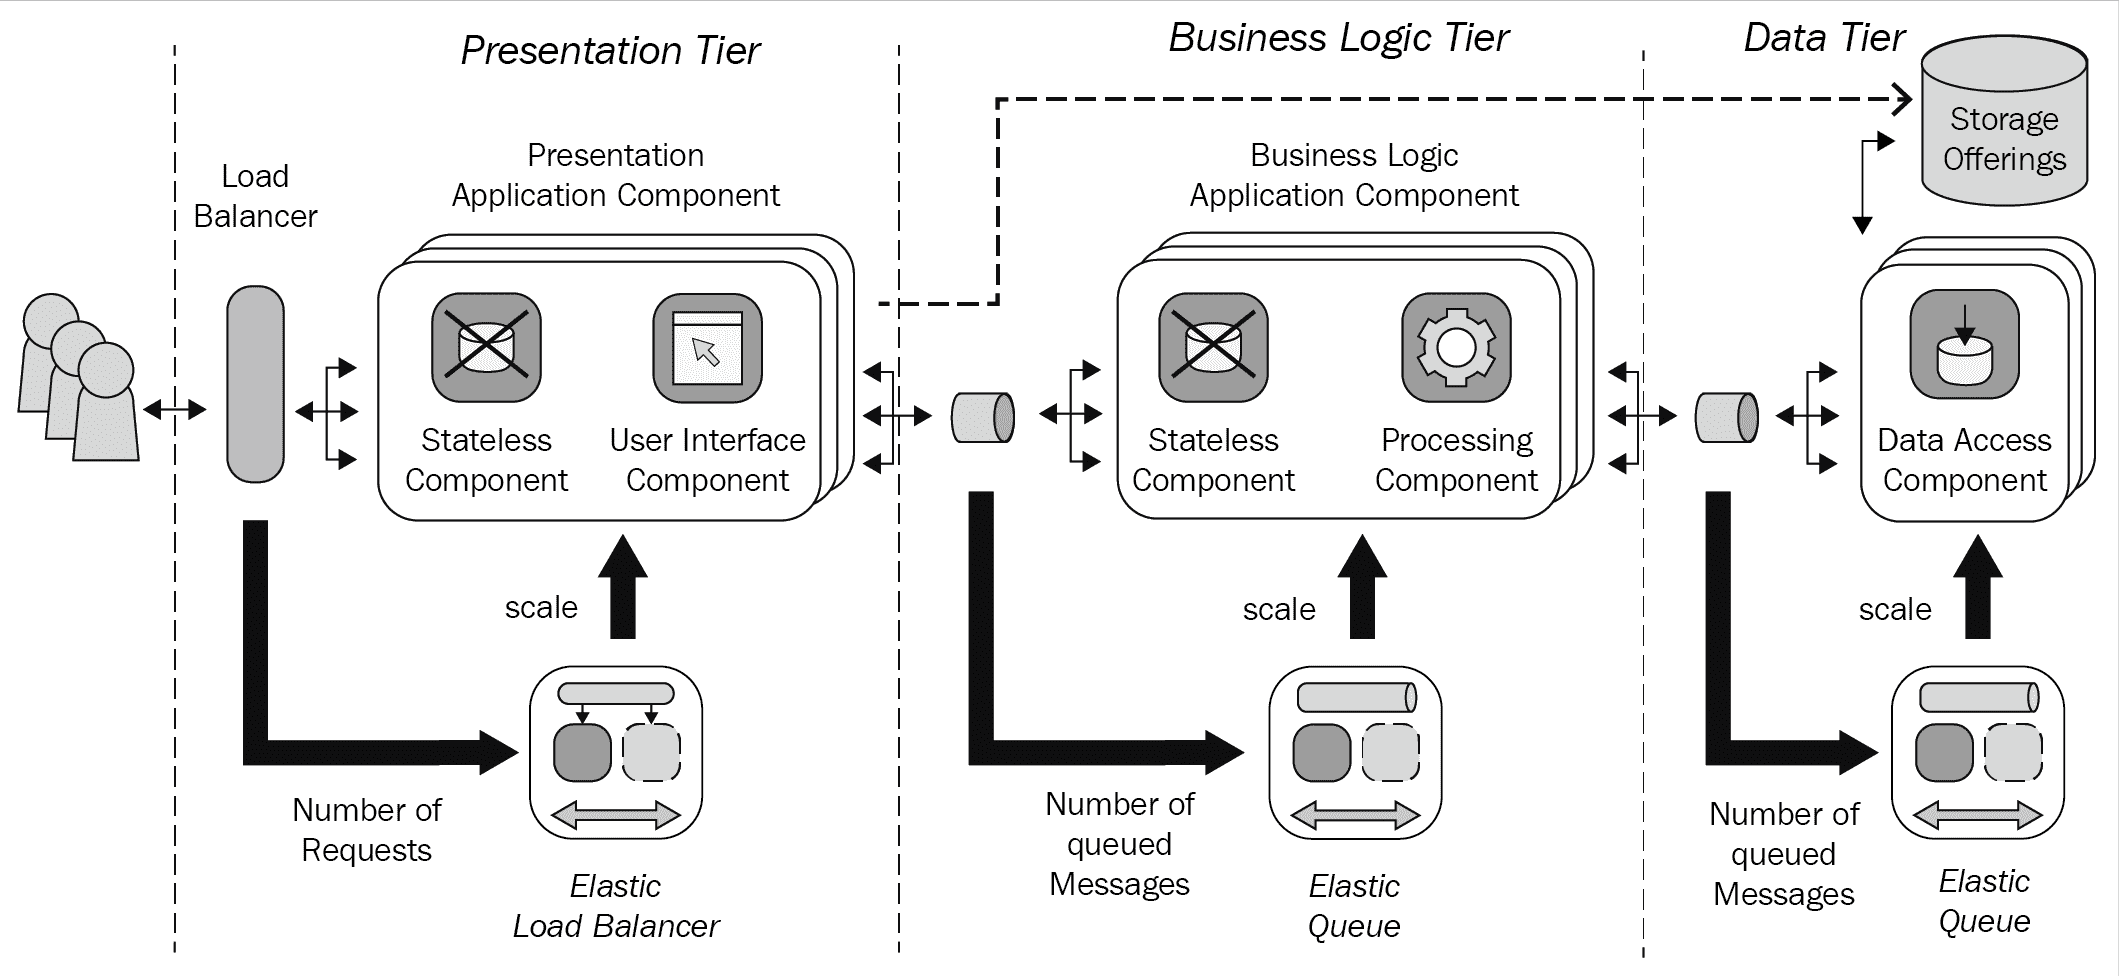 Presentation Tier
Business Logic Tier
Data Tier
Load
Balancer
Presentation
Application Component
Business Logic
Application Component
Storage
Offerings
Stateless
Component
User Interface
Component
Stateless
Component
Processing
Component
Data Access
Component
scale
scale
scale
Number of
Requests
Elastic
Load Balancer
Number of
queued
Messages
Elastic
Queue
Number of
queued
Messages
Elastic
Queue